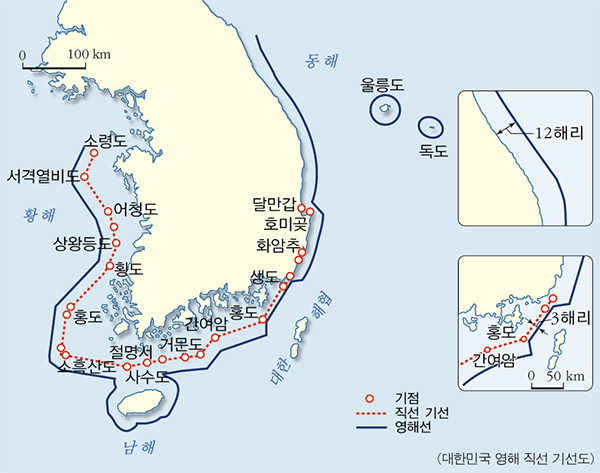 0 100 km
동해
울릉도
독도
12해리
소령도
서격열비도
황해
어청도
상왕등도
횡도
달만갑
호미곶
화암추
생도
홍도
간여암
홍도
절명서
거문도
소흑산도
사수도
대한 해협
남해
홍도
간여암
3해리
0 50 km
기점
직선 기선
영해선
(대한민국 영해 직선 기선도)